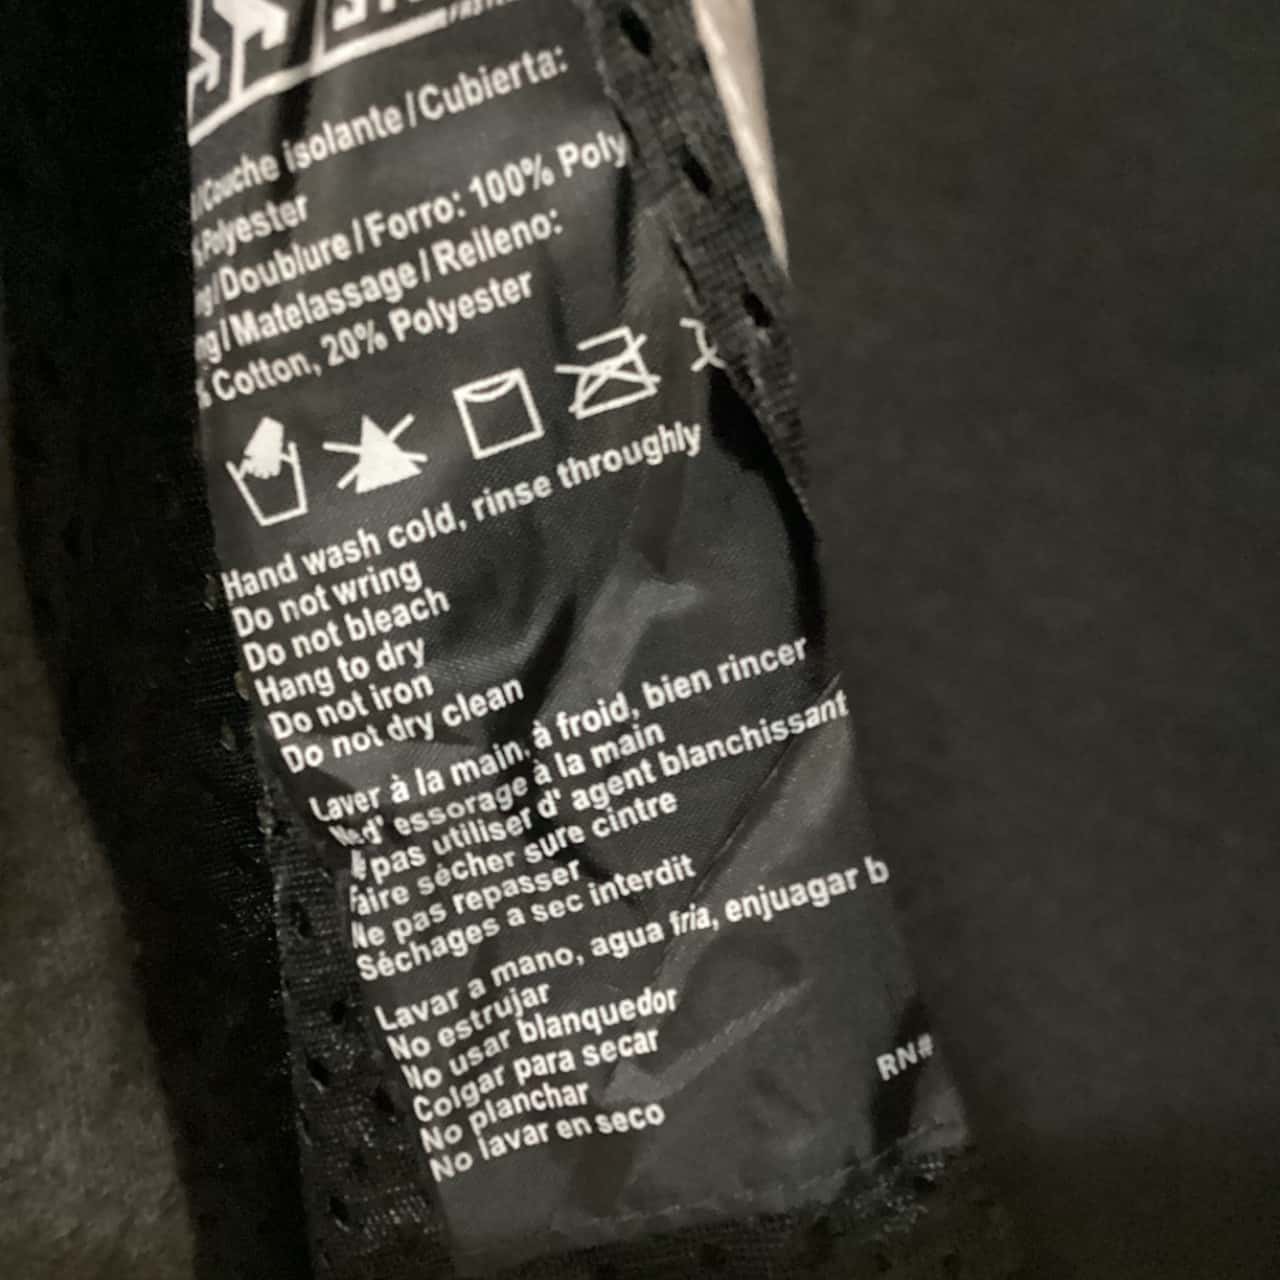 Couche isolante / Cubierta:
Polyester
/Doublure / Forro: 100% Poly
/Matelassage / Relleno:
Cotton, 20% Polyester
Hand wash cold, rinse throughly
Do not wring
Do not bleach
Hang to dry
Do not iron
Do not dry clean
Laver à la main, à froid, bien rincer
d' essorage à la main
pas utiliser d' agent blanchissant
Faire sècher sure cintre
Ne pas repasser
Séchages a sec interdit
Lavar a mano, agua fria, enjuagar b
No estrujar
No usar blanquedor
Colgar para secar
No planchar
No lavar en seco
RN#